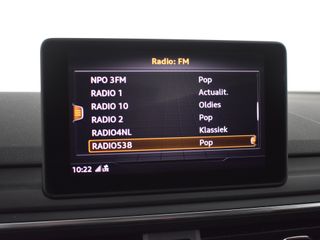 Radio: FM
NPO 3FM Pop
RADIO 1 Actualit.
RADIO 10 Oldies
RADIO 2 Pop
RADIO4NL Klassiek
RADIO538 Pop
10:22